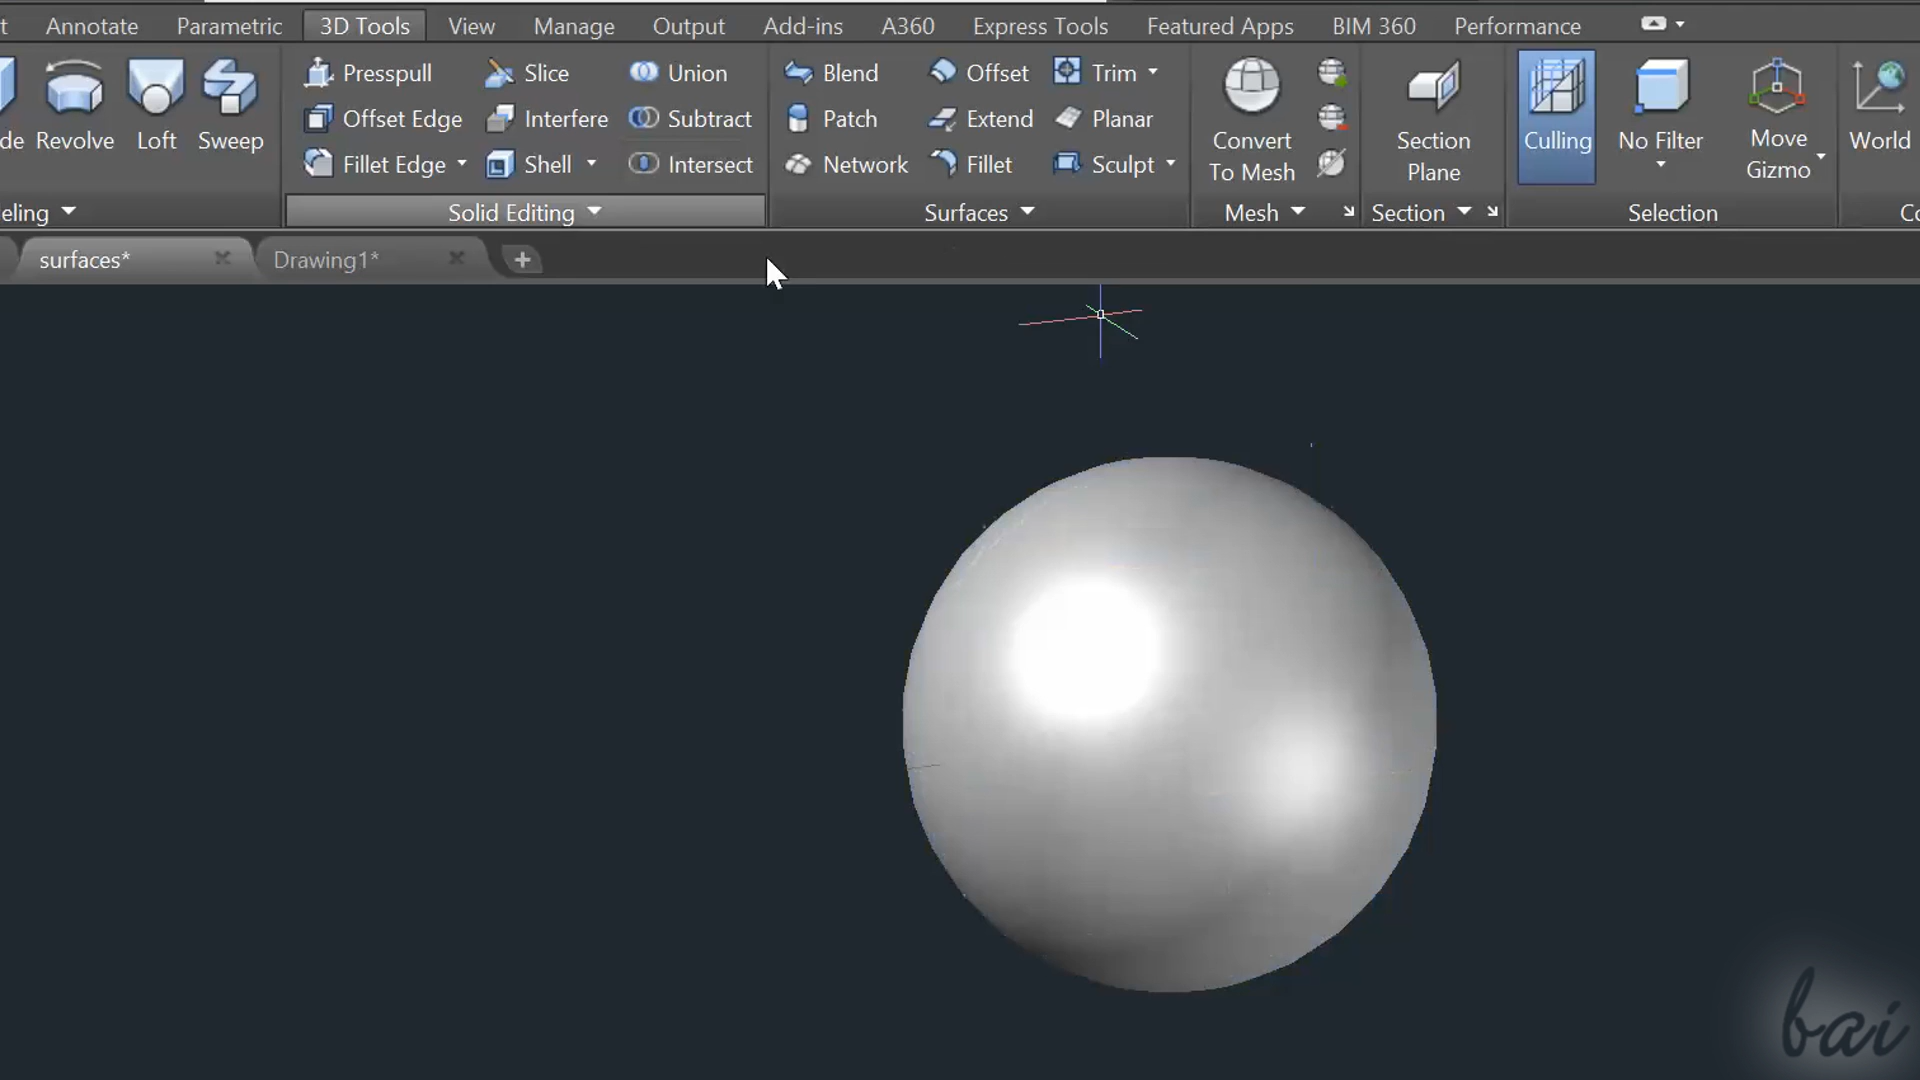 Annotate Parametric 3D Tools View Manage Output Add-ins A360 Express Tools Featured Apps BIM 360 Performance
Presspull Slice Union Blend Offset Trim
Offset Edge Interfere Subtract Patch Extend Planar
Revolve Loft Sweep Convert Section Culling No Filter Move World
Fillet Edge Shell Intersect Network Fillet Sculpt To Mesh Plane Gizmo
eling Solid Editing Surfaces Mesh Section Selection
surfaces* Drawing1*
bai